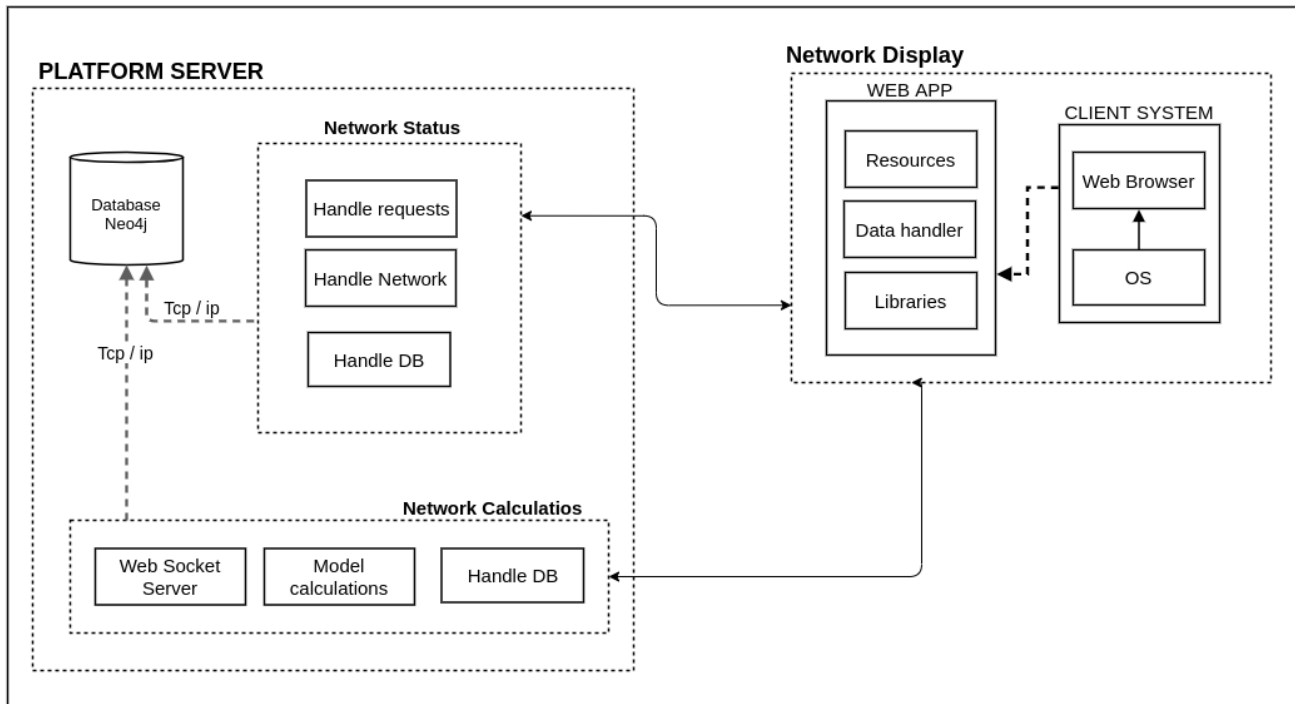 PLATFORM SERVER
Network Status
Database
Neo4j
Handle requests
Handle Network
Handle DB
Tcp / ip
Tcp / ip
Network Calculatios
Web Socket
Server
Model
calculations
Handle DB
Network Display
WEB APP
Resources
Data handler
Libraries
CLIENT SYSTEM
Web Browser
OS